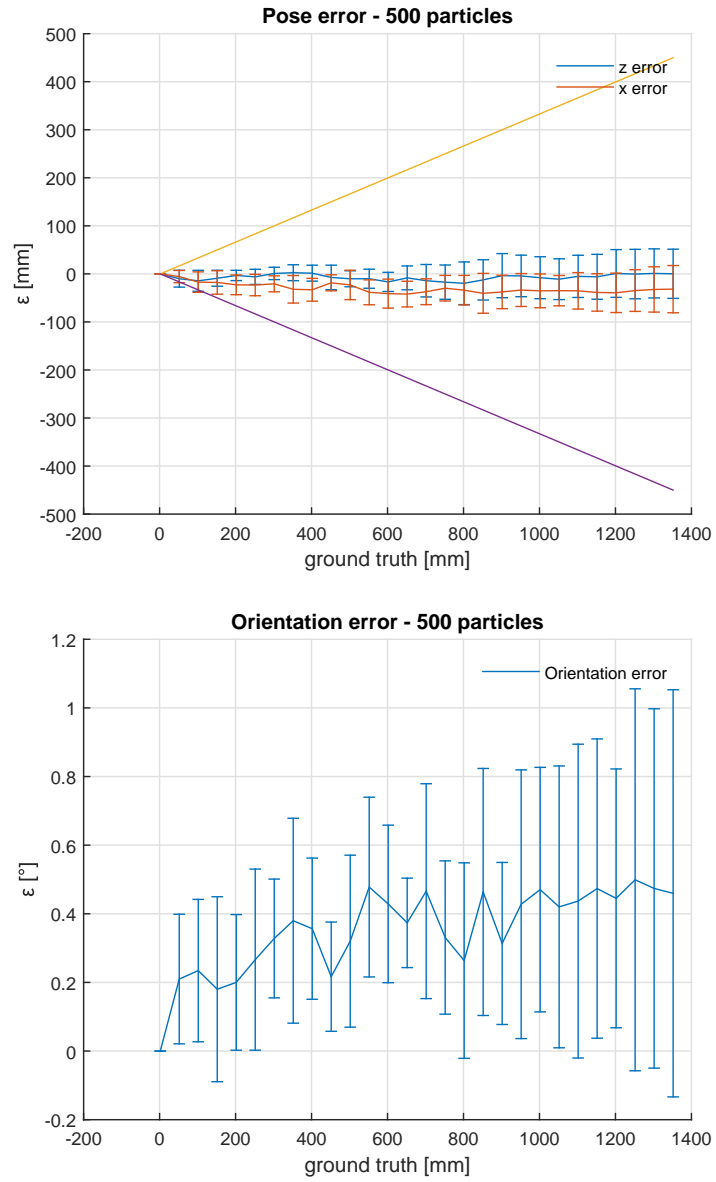 Pose error - 500 particles
500
400
300
200
100
0
-100
-200
-300
-400
-500
ε [mm]
z error
x error
-200 0 200 400 600 800 1000 1200 1400
ground truth [mm]
Orientation error - 500 particles
1.2
1
0.8
0.6
0.4
0.2
0
-0.2
ε [°]
Orientation error
-200 0 200 400 600 800 1000 1200 1400
ground truth [mm]